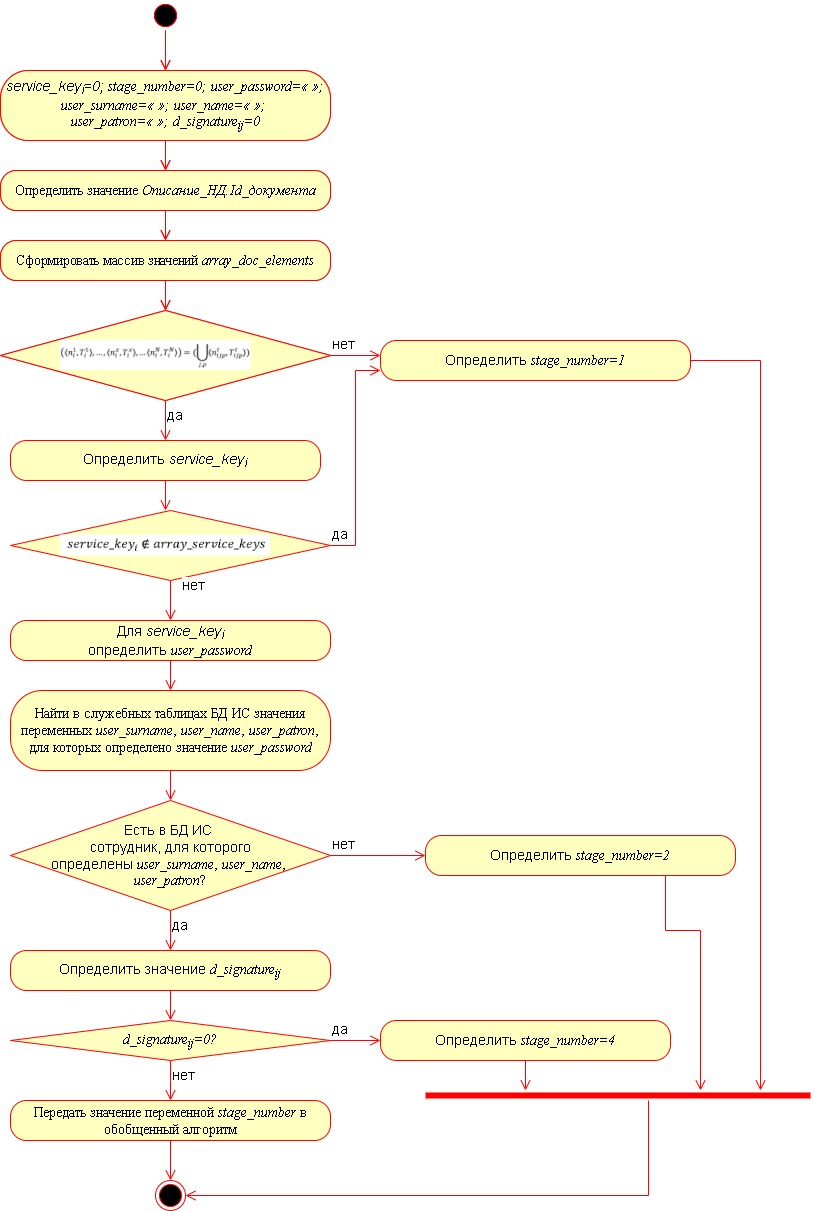 service_keyᵢ=0; stage_number=0; user_password=« »;
user_surname=« »; user_name=« »;
user_patron=« »; d_signatureᵢⱼ=0
Определить значение Описание_НД.Id_документа
Сформировать массив значений array_doc_elements
нет
Определить stage_number=1
да
Определить service_keyᵢ
service_keyᵢ ∉ array_service_keys
да
нет
Для service_keyᵢ
определить user_password
Найти в служебных таблицах БД ИС значения
переменных user_surname, user_name, user_patron,
для которых определено значение user_password
Есть в БД ИС
сотрудник, для которого
определены user_surname, user_name,
user_patron?
нет
Определить stage_number=2
да
Определить значение d_signatureᵢⱼ
d_signatureᵢⱼ=0?
да
Определить stage_number=4
нет
Передать значение переменной stage_number в
обобщенный алгоритм